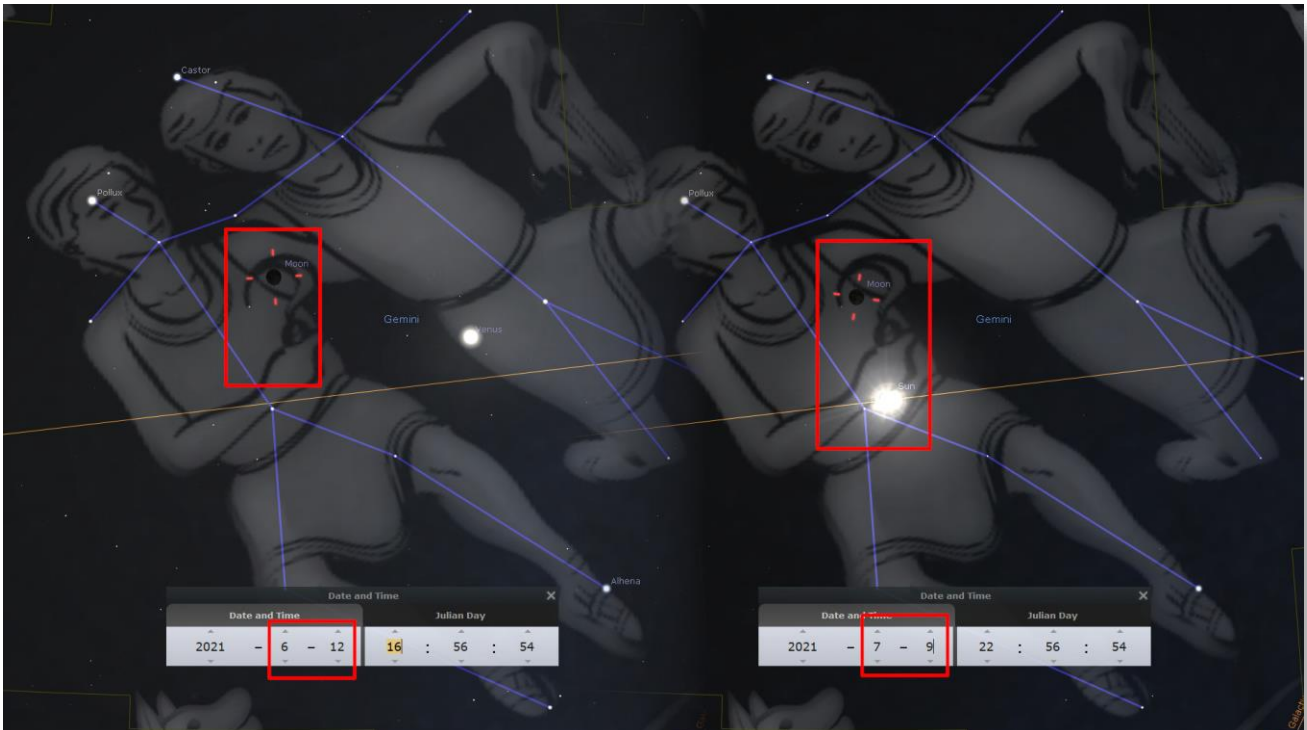 Castor
Pollux
Moon
Gemini
Venus
Alhena
Date and Time ×
Date and Time Julian Day
2021 - 6 - 12 16 : 56 : 54
Pollux
Moon
Gemini
Sun
Date and Time ×
Date and Time Julian Day
2021 - 7 - 9 22 : 56 : 54